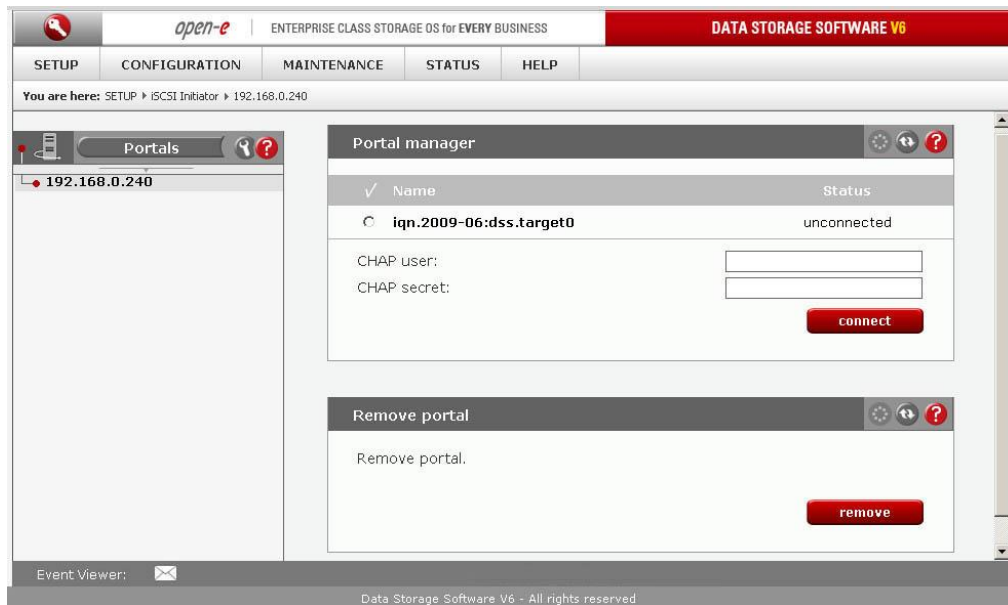 open-e
ENTERPRISE CLASS STORAGE OS for EVERY BUSINESS
DATA STORAGE SOFTWARE V6
SETUP CONFIGURATION MAINTENANCE STATUS HELP
You are here: SETUP iSCSI Initiator 192.168.0.240
Portals
192.168.0.240
Portal manager
Name Status
iqn.2009-06:dss.target0 unconnected
CHAP user:
CHAP secret:
connect
Remove portal
Remove portal.
remove
Event Viewer:
Data Storage Software V6 - All rights reserved